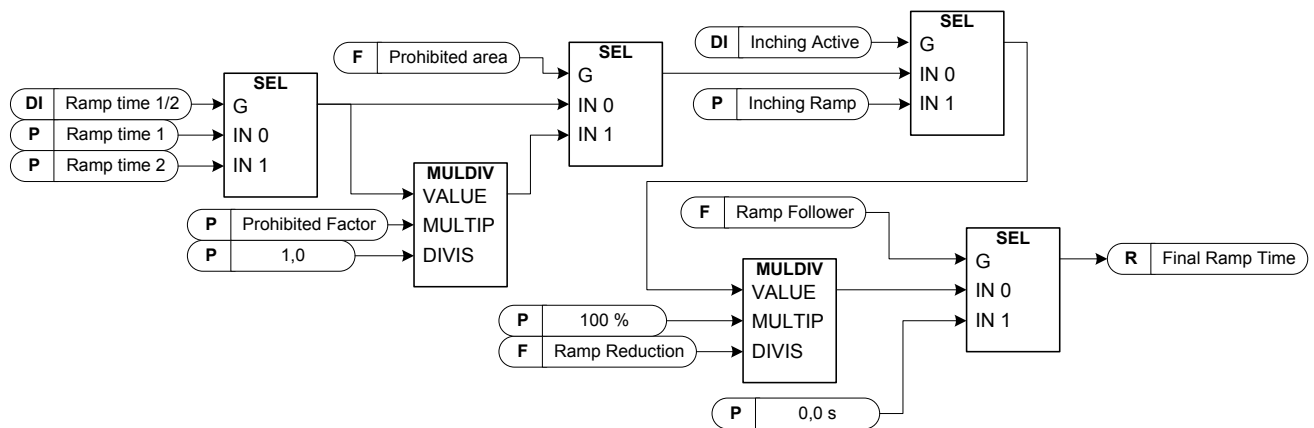 SEL
DI Inching Active
G
IN 0
P Inching Ramp
IN 1
SEL
F Prohibited area
G
IN 0
IN 1
SEL
DI Ramp time 1/2
G
P Ramp time 1
IN 0
P Ramp time 2
IN 1
MULDIV
VALUE
P Prohibited Factor
MULTIP
P 1,0
DIVIS
F Ramp Follower
SEL
G
IN 0
IN 1
R Final Ramp Time
MULDIV
VALUE
P 100 %
MULTIP
F Ramp Reduction
DIVIS
P 0,0 s